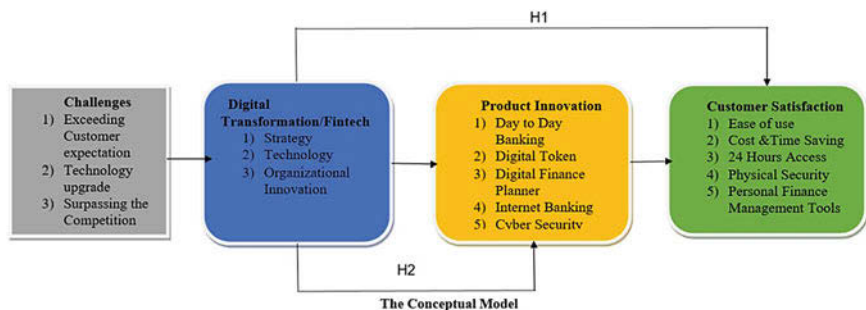 H1
Challenges
1) Exceeding
Customer
expectation
2) Technology
upgrade
3) Surpassing the
Competition
Digital
Transformation/Fintech
1) Strategy
2) Technology
3) Organizational
Innovation
Product Innovation
1) Day to Day
Banking
2) Digital Token
3) Digital Finance
Planner
4) Internet Banking
5) Cyber Security
Customer Satisfaction
1) Ease of use
2) Cost &Time Saving
3) 24 Hours Access
4) Physical Security
5) Personal Finance
Management Tools
H2
The Conceptual Model